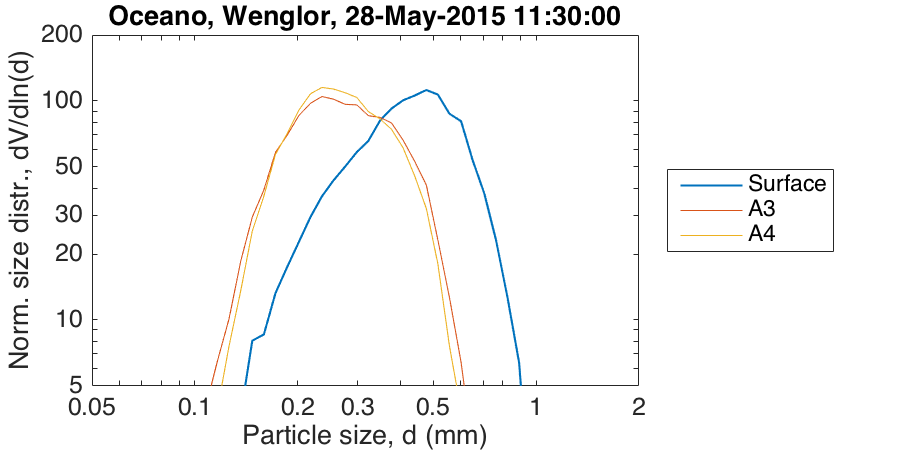 Oceano, Wenglor, 28-May-2015 11:30:00
Norm. size distr., dV/dln(d)
200
100
50
30
20
10
5
0.05 0.1 0.2 0.3 0.5 1 2
Particle size, d (mm)
Surface
A3
A4